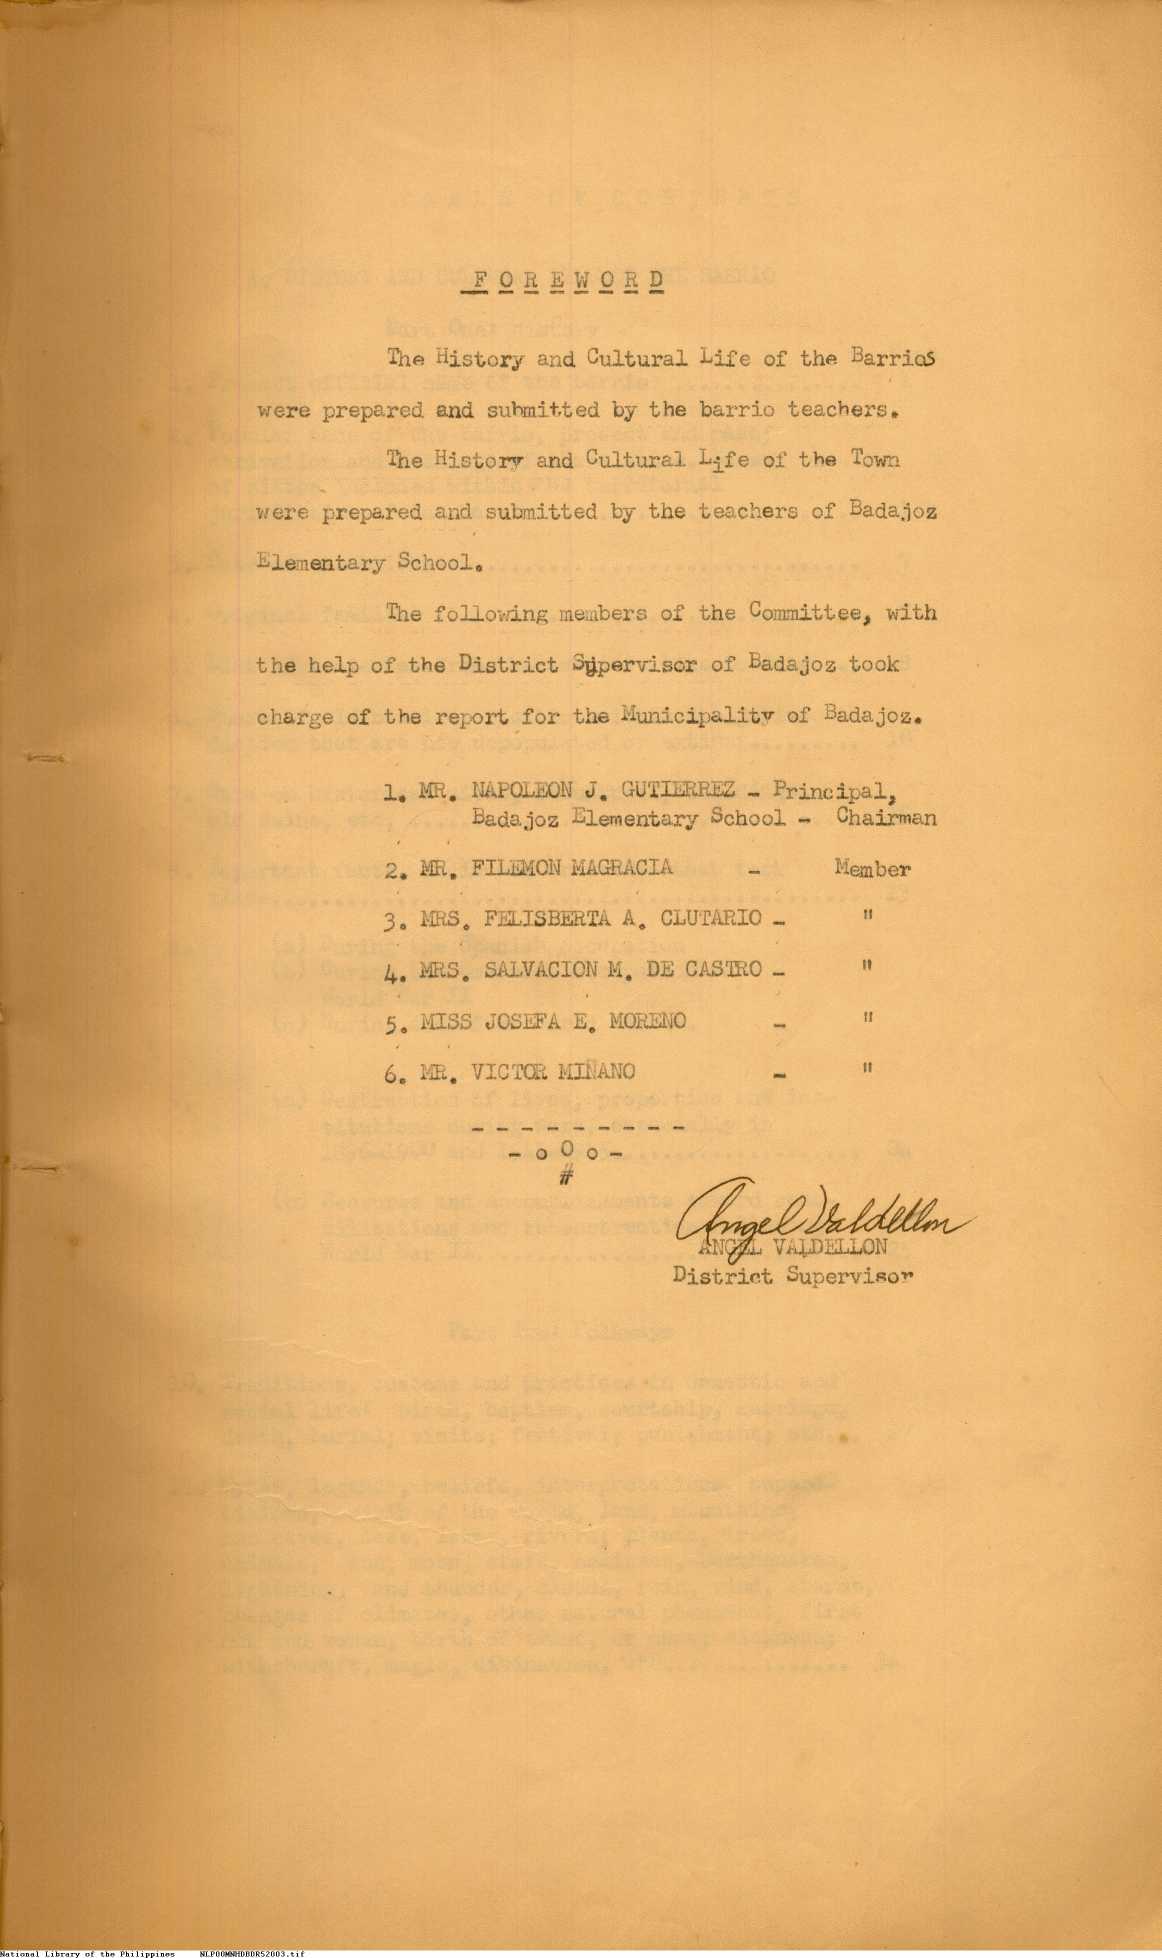 FOREWORD
The History and Cultural Life of the Barrios
were prepared and submitted by the barrio teachers.
The History and Cultural Life of the Town
were prepared and submitted by the teachers of Badajoz
Elementary School.
The following members of the Committee, with
the help of the District Supervisor of Badajoz took
charge of the report for the Municipality of Badajoz.
1. MR. NAPOLEON J. GUTIERREZ - Principal,
Badajoz Elementary School - Chairman
2. MR. FILEMON MAGRACIA - Member
3. MRS. FELISBERTA A. CLUTARIO - "
4. MRS. SALVACION M. DE CASTRO - "
5. MISS JOSEFA E. MORENO - "
6. MR. VICTOR MIÑANO - "
- - - - - - - - -
- o O o -
#
Angel Valdellon
ANGEL VALDELLON
District Supervisor
National Library of the Philippines NLPOOMNHDBDR52003.tif